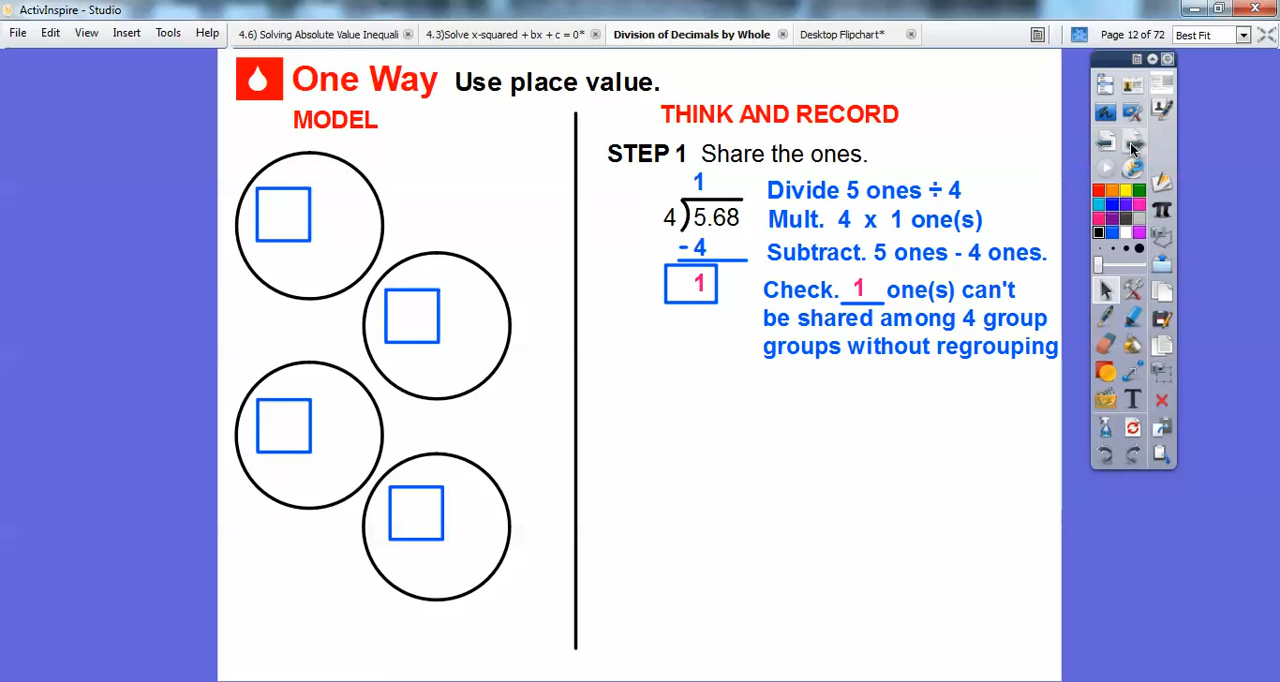 ActivInspire - Studio
File Edit View Insert Tools Help
4.6) Solving Absolute Value Inequali
4.3)Solve x-squared + bx + c = 0*
Division of Decimals by Whole
Desktop Flipchart*
Page 12 of 72
Best Fit
One Way Use place value.
MODEL
THINK AND RECORD
STEP 1 Share the ones.
1
4)5.68
- 4
1
Divide 5 ones ÷ 4
Mult. 4 x 1 one(s)
Subtract. 5 ones - 4 ones.
Check. 1 one(s) can't
be shared among 4 group
groups without regrouping